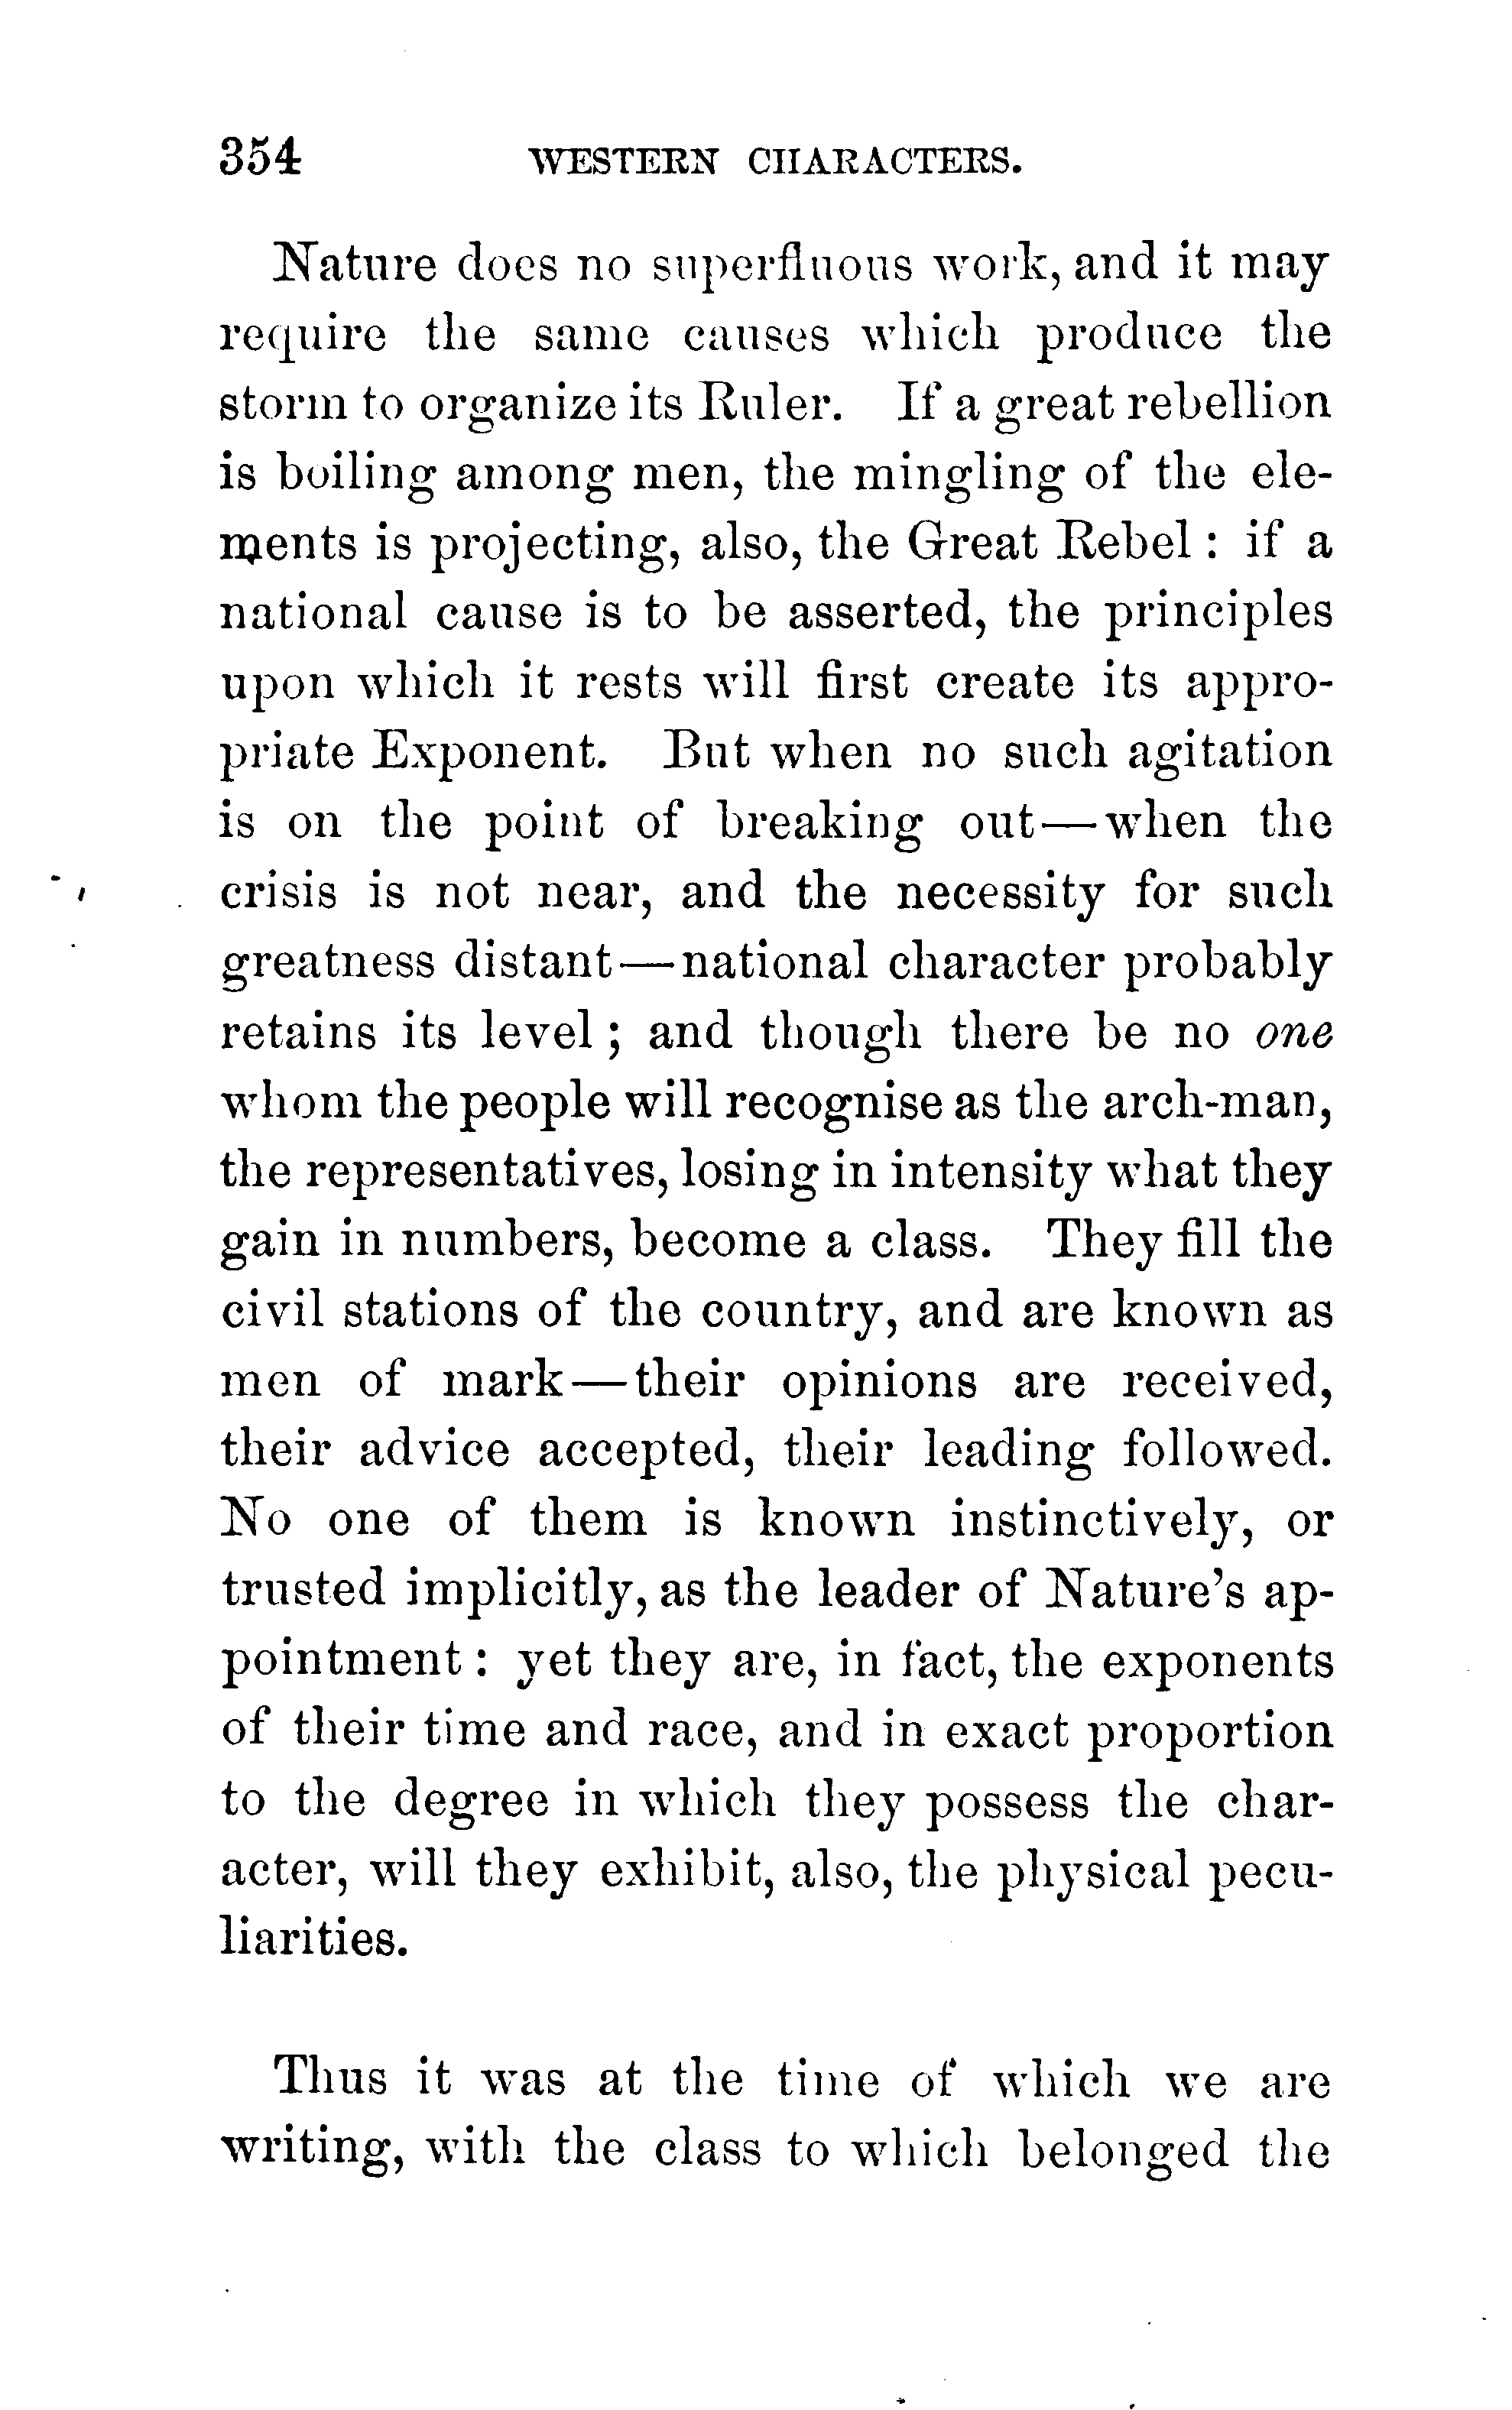 354 WESTERN CHARACTERS.
Nature does no superfluous work, and it may
require the same causes which produce the
storm to organize its Ruler. If a great rebellion
is boiling among men, the mingling of the ele-
ments is projecting, also, the Great Rebel : if a
national cause is to be asserted, the principles
upon which it rests will first create its appro-
priate Exponent. But when no such agitation
is on the point of breaking out—when the
crisis is not near, and the necessity for such
greatness distant—national character probably
retains its level ; and though there be no one
whom the people will recognise as the arch-man,
the representatives, losing in intensity what they
gain in numbers, become a class. They fill the
civil stations of the country, and are known as
men of mark—their opinions are received,
their advice accepted, their leading followed.
No one of them is known instinctively, or
trusted implicitly, as the leader of Nature's ap-
pointment : yet they are, in fact, the exponents
of their time and race, and in exact proportion
to the degree in which they possess the char-
acter, will they exhibit, also, the physical pecu-
liarities.
Thus it was at the time of which we are
writing, with the class to which belonged the